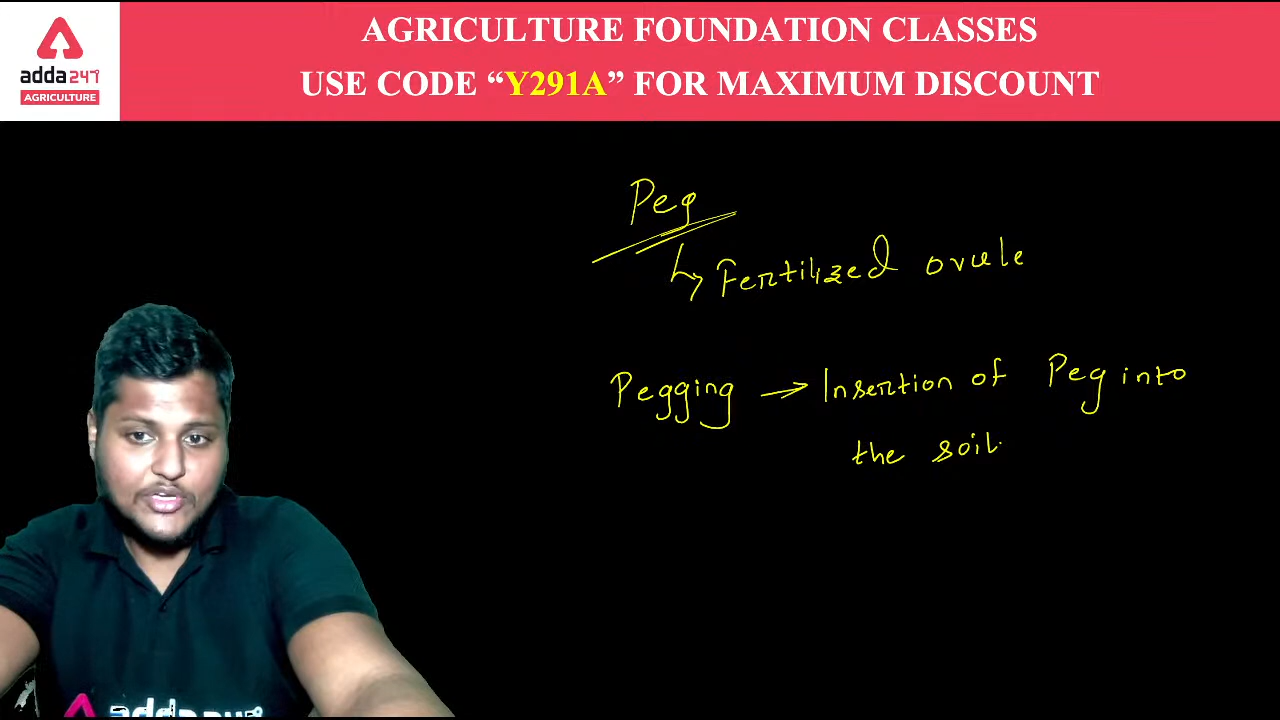 AGRICULTURE FOUNDATION CLASSES
USE CODE “Y291A” FOR MAXIMUM DISCOUNT
adda247
AGRICULTURE
Peg
Fertilized ovule
Pegging → Insertion of Peg into
the soil
adda247